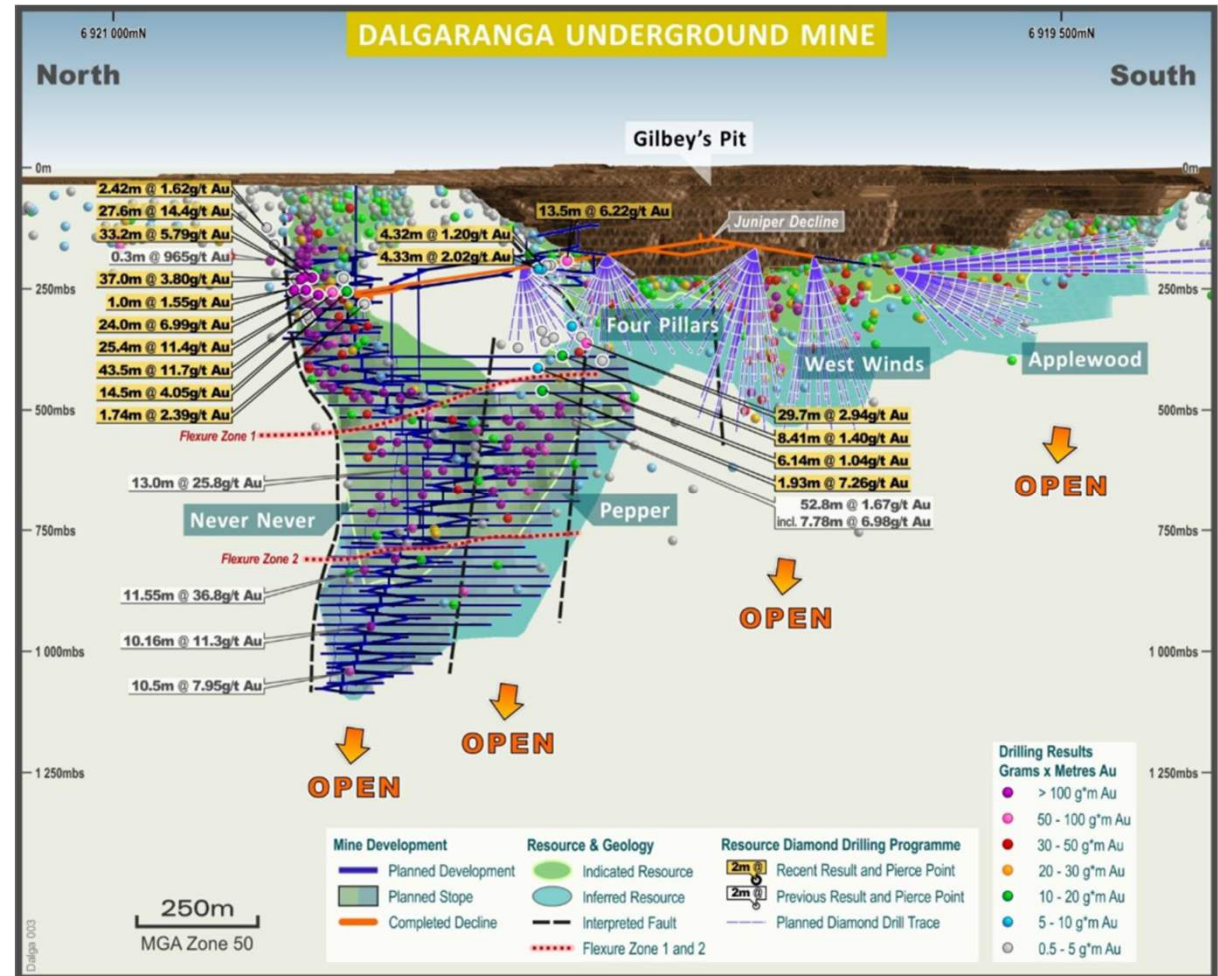 6 921 000mN
DALGARANGA UNDERGROUND MINE
6 919 500mN
North
South
Gilbey's Pit
0m
0m
2.42m @ 1.62g/t Au
27.6m @ 14.4g/t Au
33.2m @ 5.79g/t Au
0.3m @ 965g/t Au
37.0m @ 3.80g/t Au
1.0m @ 1.55g/t Au
24.0m @ 6.99g/t Au
25.4m @ 11.4g/t Au
43.5m @ 11.7g/t Au
14.5m @ 4.05g/t Au
1.74m @ 2.39g/t Au
13.5m @ 6.22g/t Au
4.32m @ 1.20g/t Au
4.33m @ 2.02g/t Au
Juniper Decline
250mbs
250mbs
Four Pillars
West Winds
Applewood
500mbs
500mbs
Flexure Zone 1
29.7m @ 2.94g/t Au
8.41m @ 1.40g/t Au
6.14m @ 1.04g/t Au
1.93m @ 7.26g/t Au
52.8m @ 1.67g/t Au
incl. 7.78m @ 6.98g/t Au
OPEN
13.0m @ 25.8g/t Au
Never Never
Pepper
750mbs
750mbs
Flexure Zone 2
11.55m @ 36.8g/t Au
OPEN
10.16m @ 11.3g/t Au
1 000mbs
1 000mbs
10.5m @ 7.95g/t Au
OPEN
OPEN
1 250mbs
1 250mbs
Drilling Results
Grams x Metres Au
> 100 g*m Au
50 - 100 g*m Au
30 - 50 g*m Au
20 - 30 g*m Au
10 - 20 g*m Au
5 - 10 g*m Au
0.5 - 5 g*m Au
Mine Development
Planned Development
Planned Stope
Completed Decline
Resource & Geology
Indicated Resource
Inferred Resource
Interpreted Fault
Flexure Zone 1 and 2
Resource Diamond Drilling Programme
2m @
Recent Result and Pierce Point
2m @
Previous Result and Pierce Point
Planned Diamond Drill Trace
250m
MGA Zone 50
Dalga 003